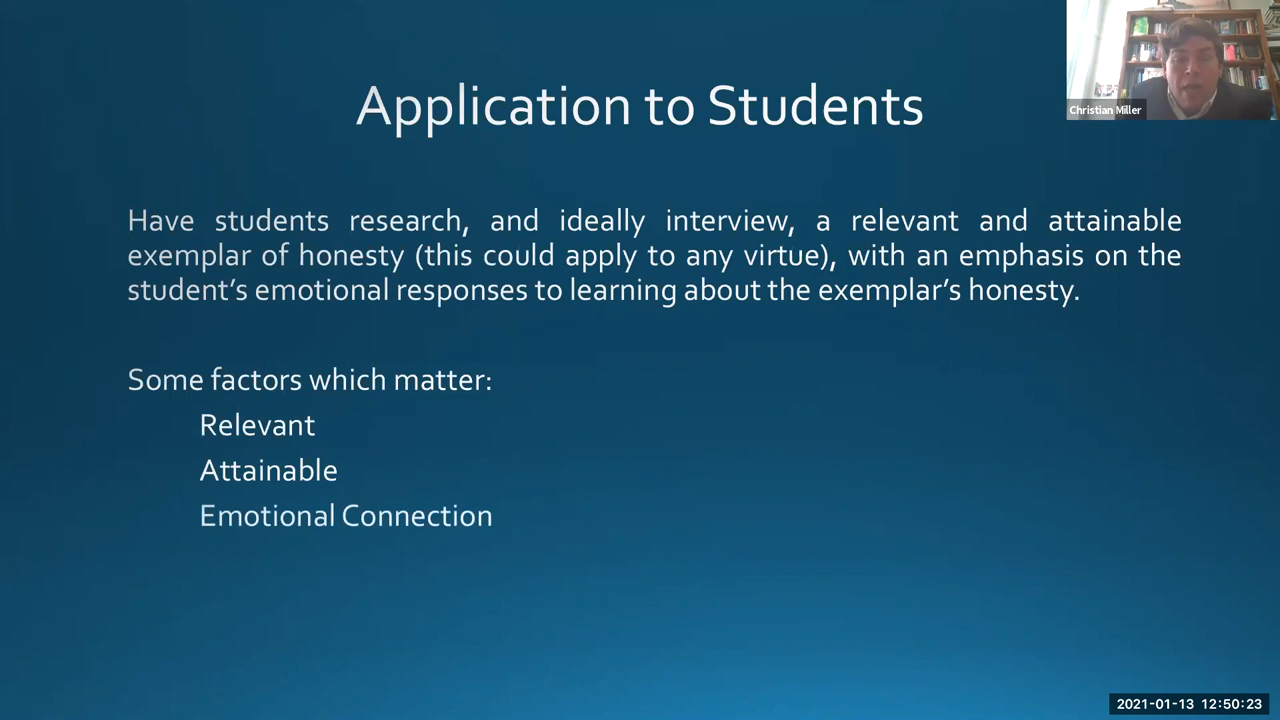 Application to Students
Christian Miller
Have students research, and ideally interview, a relevant and attainable
exemplar of honesty (this could apply to any virtue), with an emphasis on the
student’s emotional responses to learning about the exemplar’s honesty.
Some factors which matter:
Relevant
Attainable
Emotional Connection
2021-01-13 12:50:23